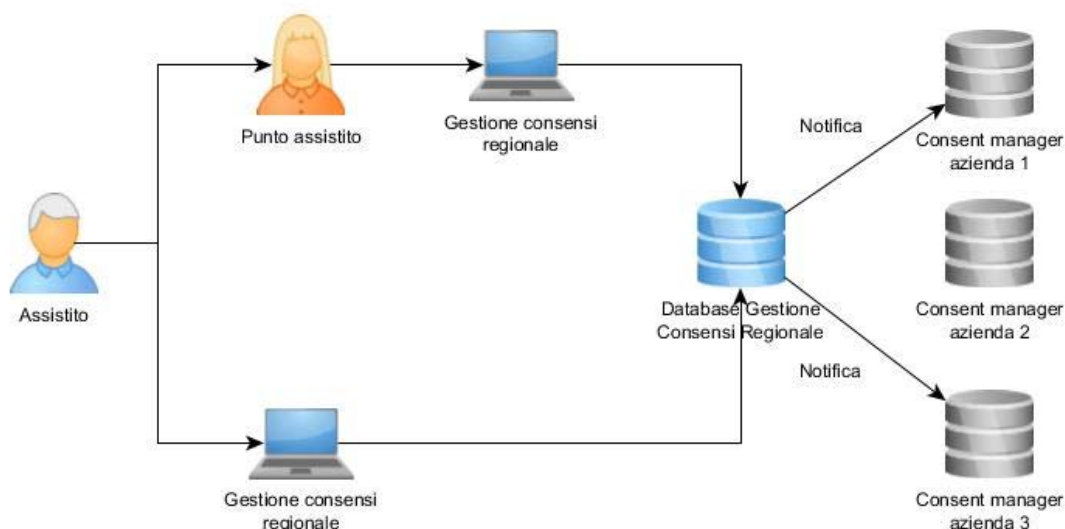 Punto assistito
Gestione consensi
regionale
Notifica
Consent manager
azienda 1
Assistito
Database Gestione
Consensi Regionale
Consent manager
azienda 2
Notifica
Gestione consensi
regionale
Consent manager
azienda 3